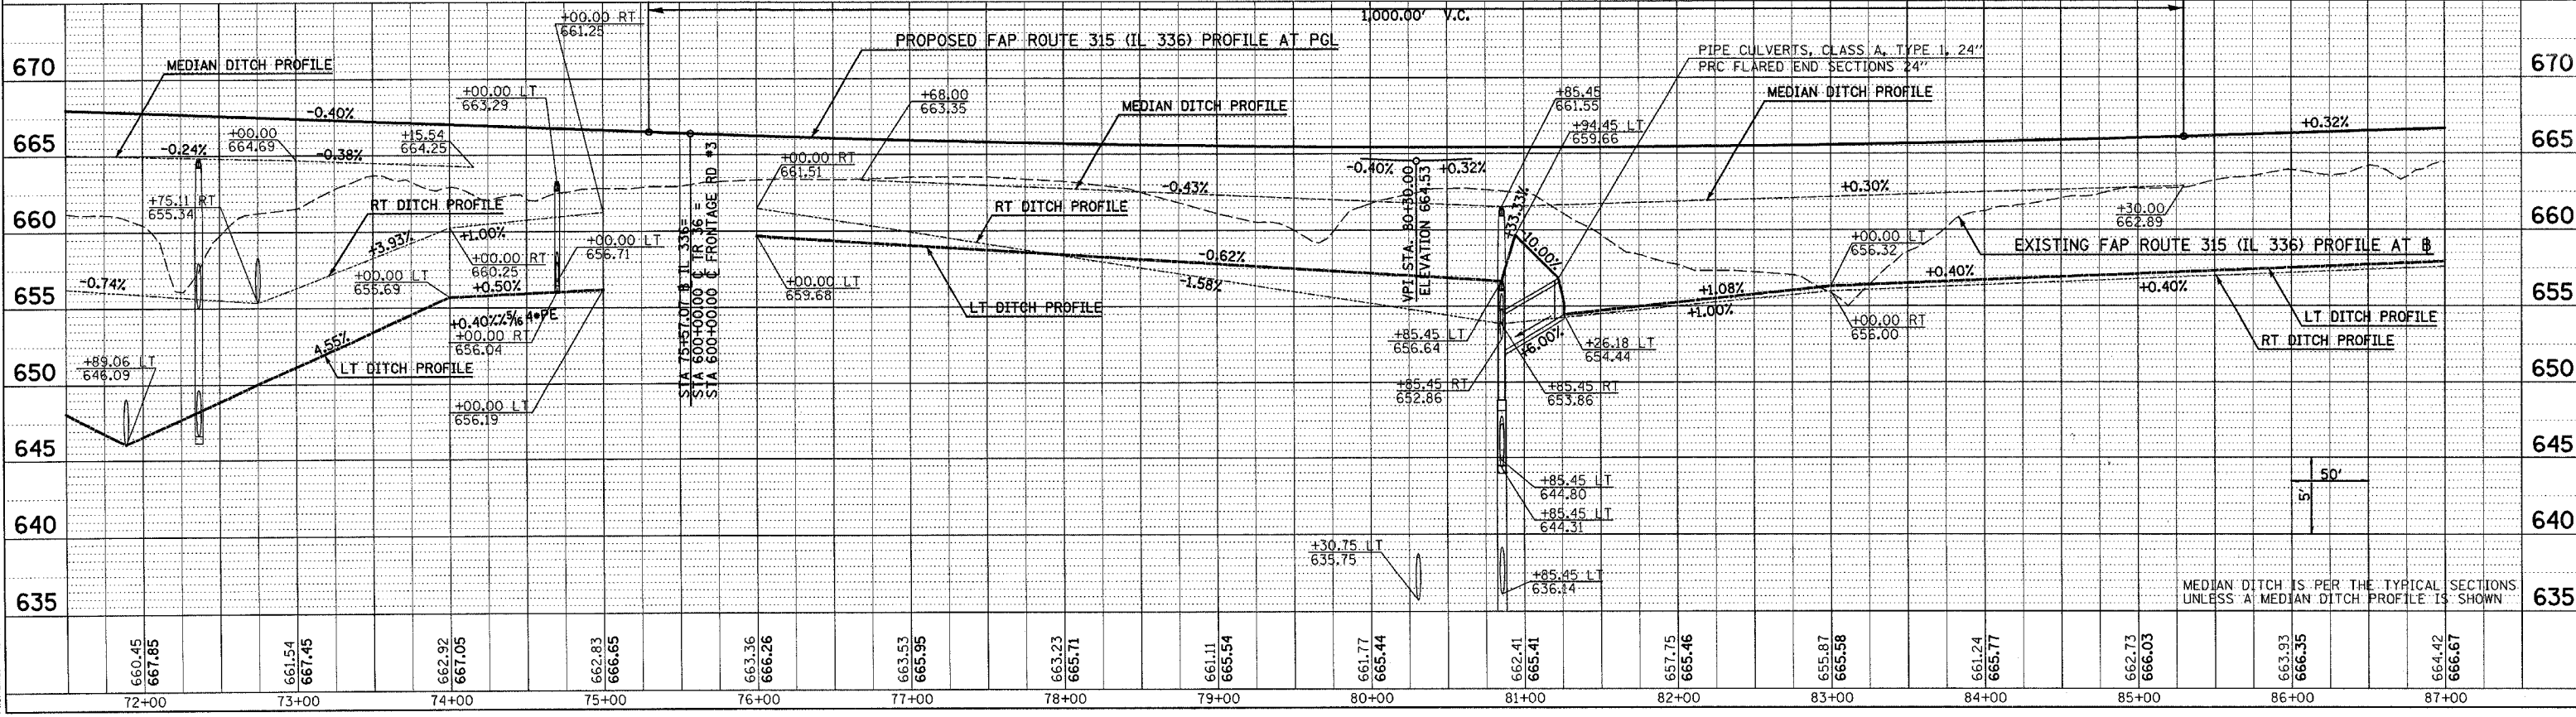 1,000.00' V.C.
+00.00 RT
661.25
PROPOSED FAP ROUTE 315 (IL 336) PROFILE AT PGL
PIPE CULVERTS, CLASS A, TYPE 1, 24"
PRC FLARED END SECTIONS 24"
670
MEDIAN DITCH PROFILE
670
+00.00 LT
663.29
+68.00
663.35
MEDIAN DITCH PROFILE
+85.45
661.55
MEDIAN DITCH PROFILE
-0.40%
+0.32%
+00.00
664.69
+15.54
664.25
+94.45 LT
659.66
665
-0.24%
-0.38%
665
+00.00 RT
661.51
-0.40%
+0.32%
-0.43%
+0.30%
+75.11 RT
655.34
RT DITCH PROFILE
RT DITCH PROFILE
+33.33%
+30.00
662.89
660
660
+3.93%
+1.00%
+00.00 LT
656.71
STA 75+57.07 B IL 336=
STA 600+00.00 C TR 36 =
STA 600+00.00 C FRONTAGE RD #3
VPI STA. 80+30.00
ELEVATION 664.53
10.00%
+00.00 LT
656.32
EXISTING FAP ROUTE 315 (IL 336) PROFILE AT B
-0.62%
+00.00 RT
660.25
-0.74%
+00.00 LT
655.69
+0.50%
+00.00 LT
659.68
-1.58%
+1.08%
+0.40%
+0.40%
655
655
LT DITCH PROFILE
+1.00%
+00.00 RT
656.00
LT DITCH PROFILE
+0.40%
+00.00 RT
656.04
4.55%
+85.45 LT
656.64
+6.00%
+26.18 LT
654.44
RT DITCH PROFILE
+89.06 LT
646.09
LT DITCH PROFILE
650
650
+85.45 RT
652.86
+85.45 RT
653.86
+00.00 LT
656.19
645
645
50'
5'
+85.45 LT
644.80
+85.45 LT
644.31
640
640
+30.75 LT
635.75
+85.45 LT
636.14
635
MEDIAN DITCH IS PER THE TYPICAL SECTIONS
UNLESS A MEDIAN DITCH PROFILE IS SHOWN
635
660.45 661.54 662.92 662.83 663.36 663.53 663.23 661.11 661.77 662.41 657.75 655.87 661.24 662.73 663.93 664.42
667.85 667.45 667.05 666.65 666.26 665.95 665.71 665.54 665.44 665.41 665.46 665.58 665.77 666.03 666.35 666.67
72+00 73+00 74+00 75+00 76+00 77+00 78+00 79+00 80+00 81+00 82+00 83+00 84+00 85+00 86+00 87+00